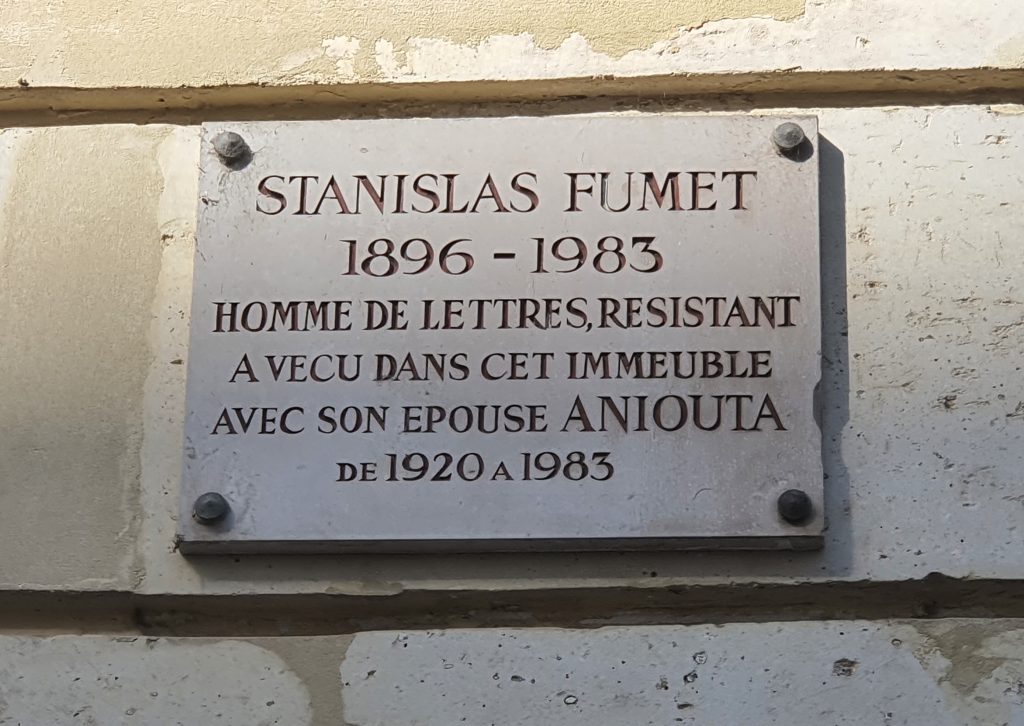 STANISLAS FUMET
1896 - 1983
HOMME DE LETTRES, RESISTANT
A VECU DANS CET IMMEUBLE
AVEC SON EPOUSE ANIOUTA
DE 1920 A 1983